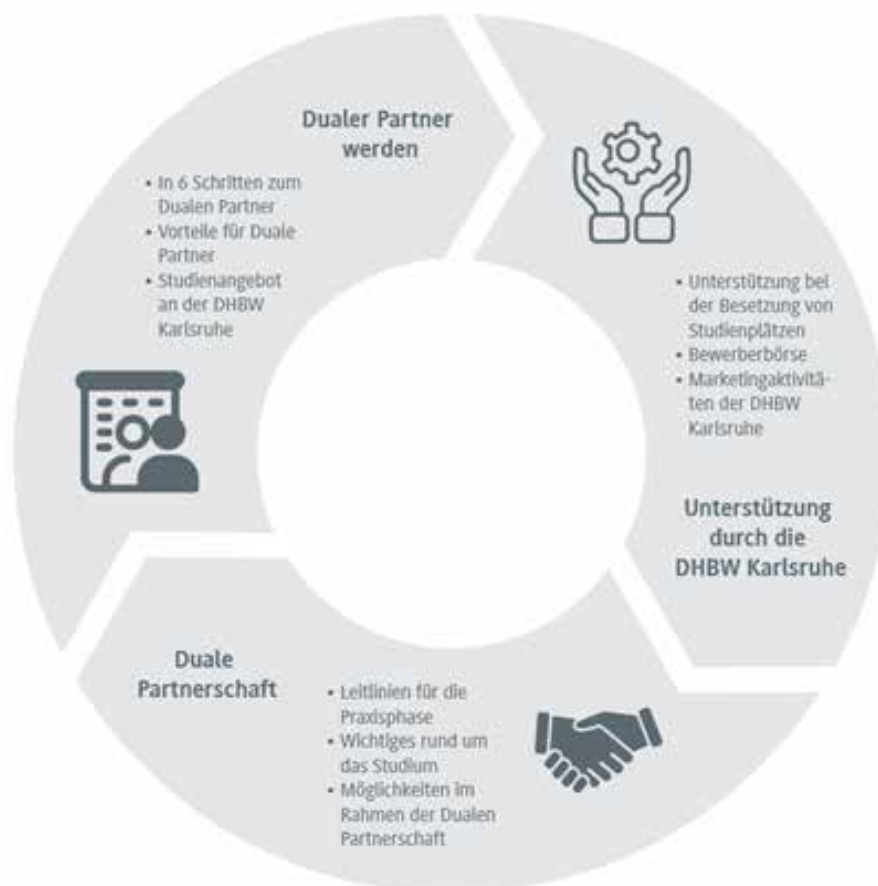 Dualer Partner
werden
• In 6 Schritten zum
Dualen Partner
• Vorteile für Duale
Partner
• Studienangebot
an der DHBW
Karlsruhe
• Unterstützung bei
der Besetzung von
Studienplätzen
• Bewerberbörse
• Marketingaktivitä-
ten der DHBW
Karlsruhe
Unterstützung
durch die
DHBW Karlsruhe
Duale
Partnerschaft
• Leitlinien für die
Praxisphase
• Wichtiges rund um
das Studium
• Möglichkeiten im
Rahmen der Dualen
Partnerschaft